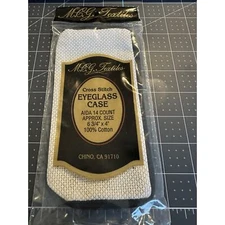 M.C.G. Textiles
M.C.G. Textiles
Cross Stitch
EYEGLASS
CASE
AIDA 14 COUNT
APPROX. SIZE
6 3/4" x 4"
100% Cotton
CHINO, CA 91710